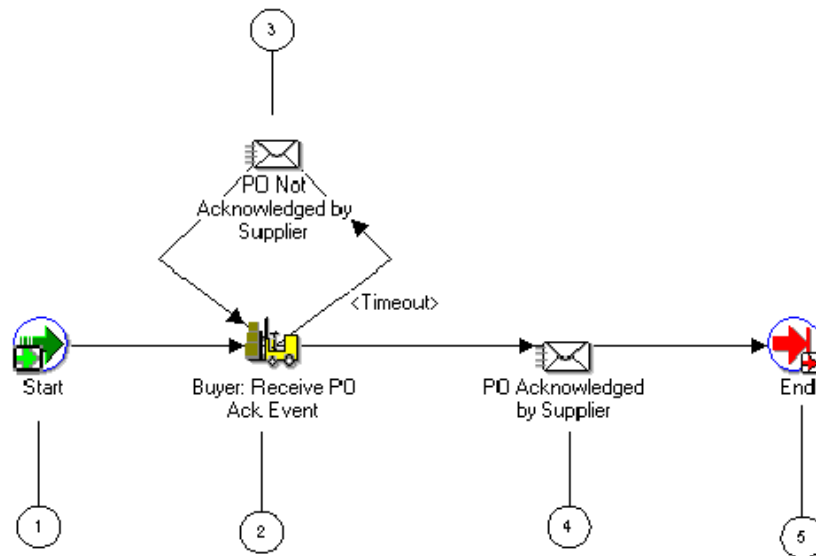 3
PO Not
Acknowledged by
Supplier
<Timeout>
Start
Buyer: Receive PO
Ack. Event
PO Acknowledged
by Supplier
End
1
2
4
5